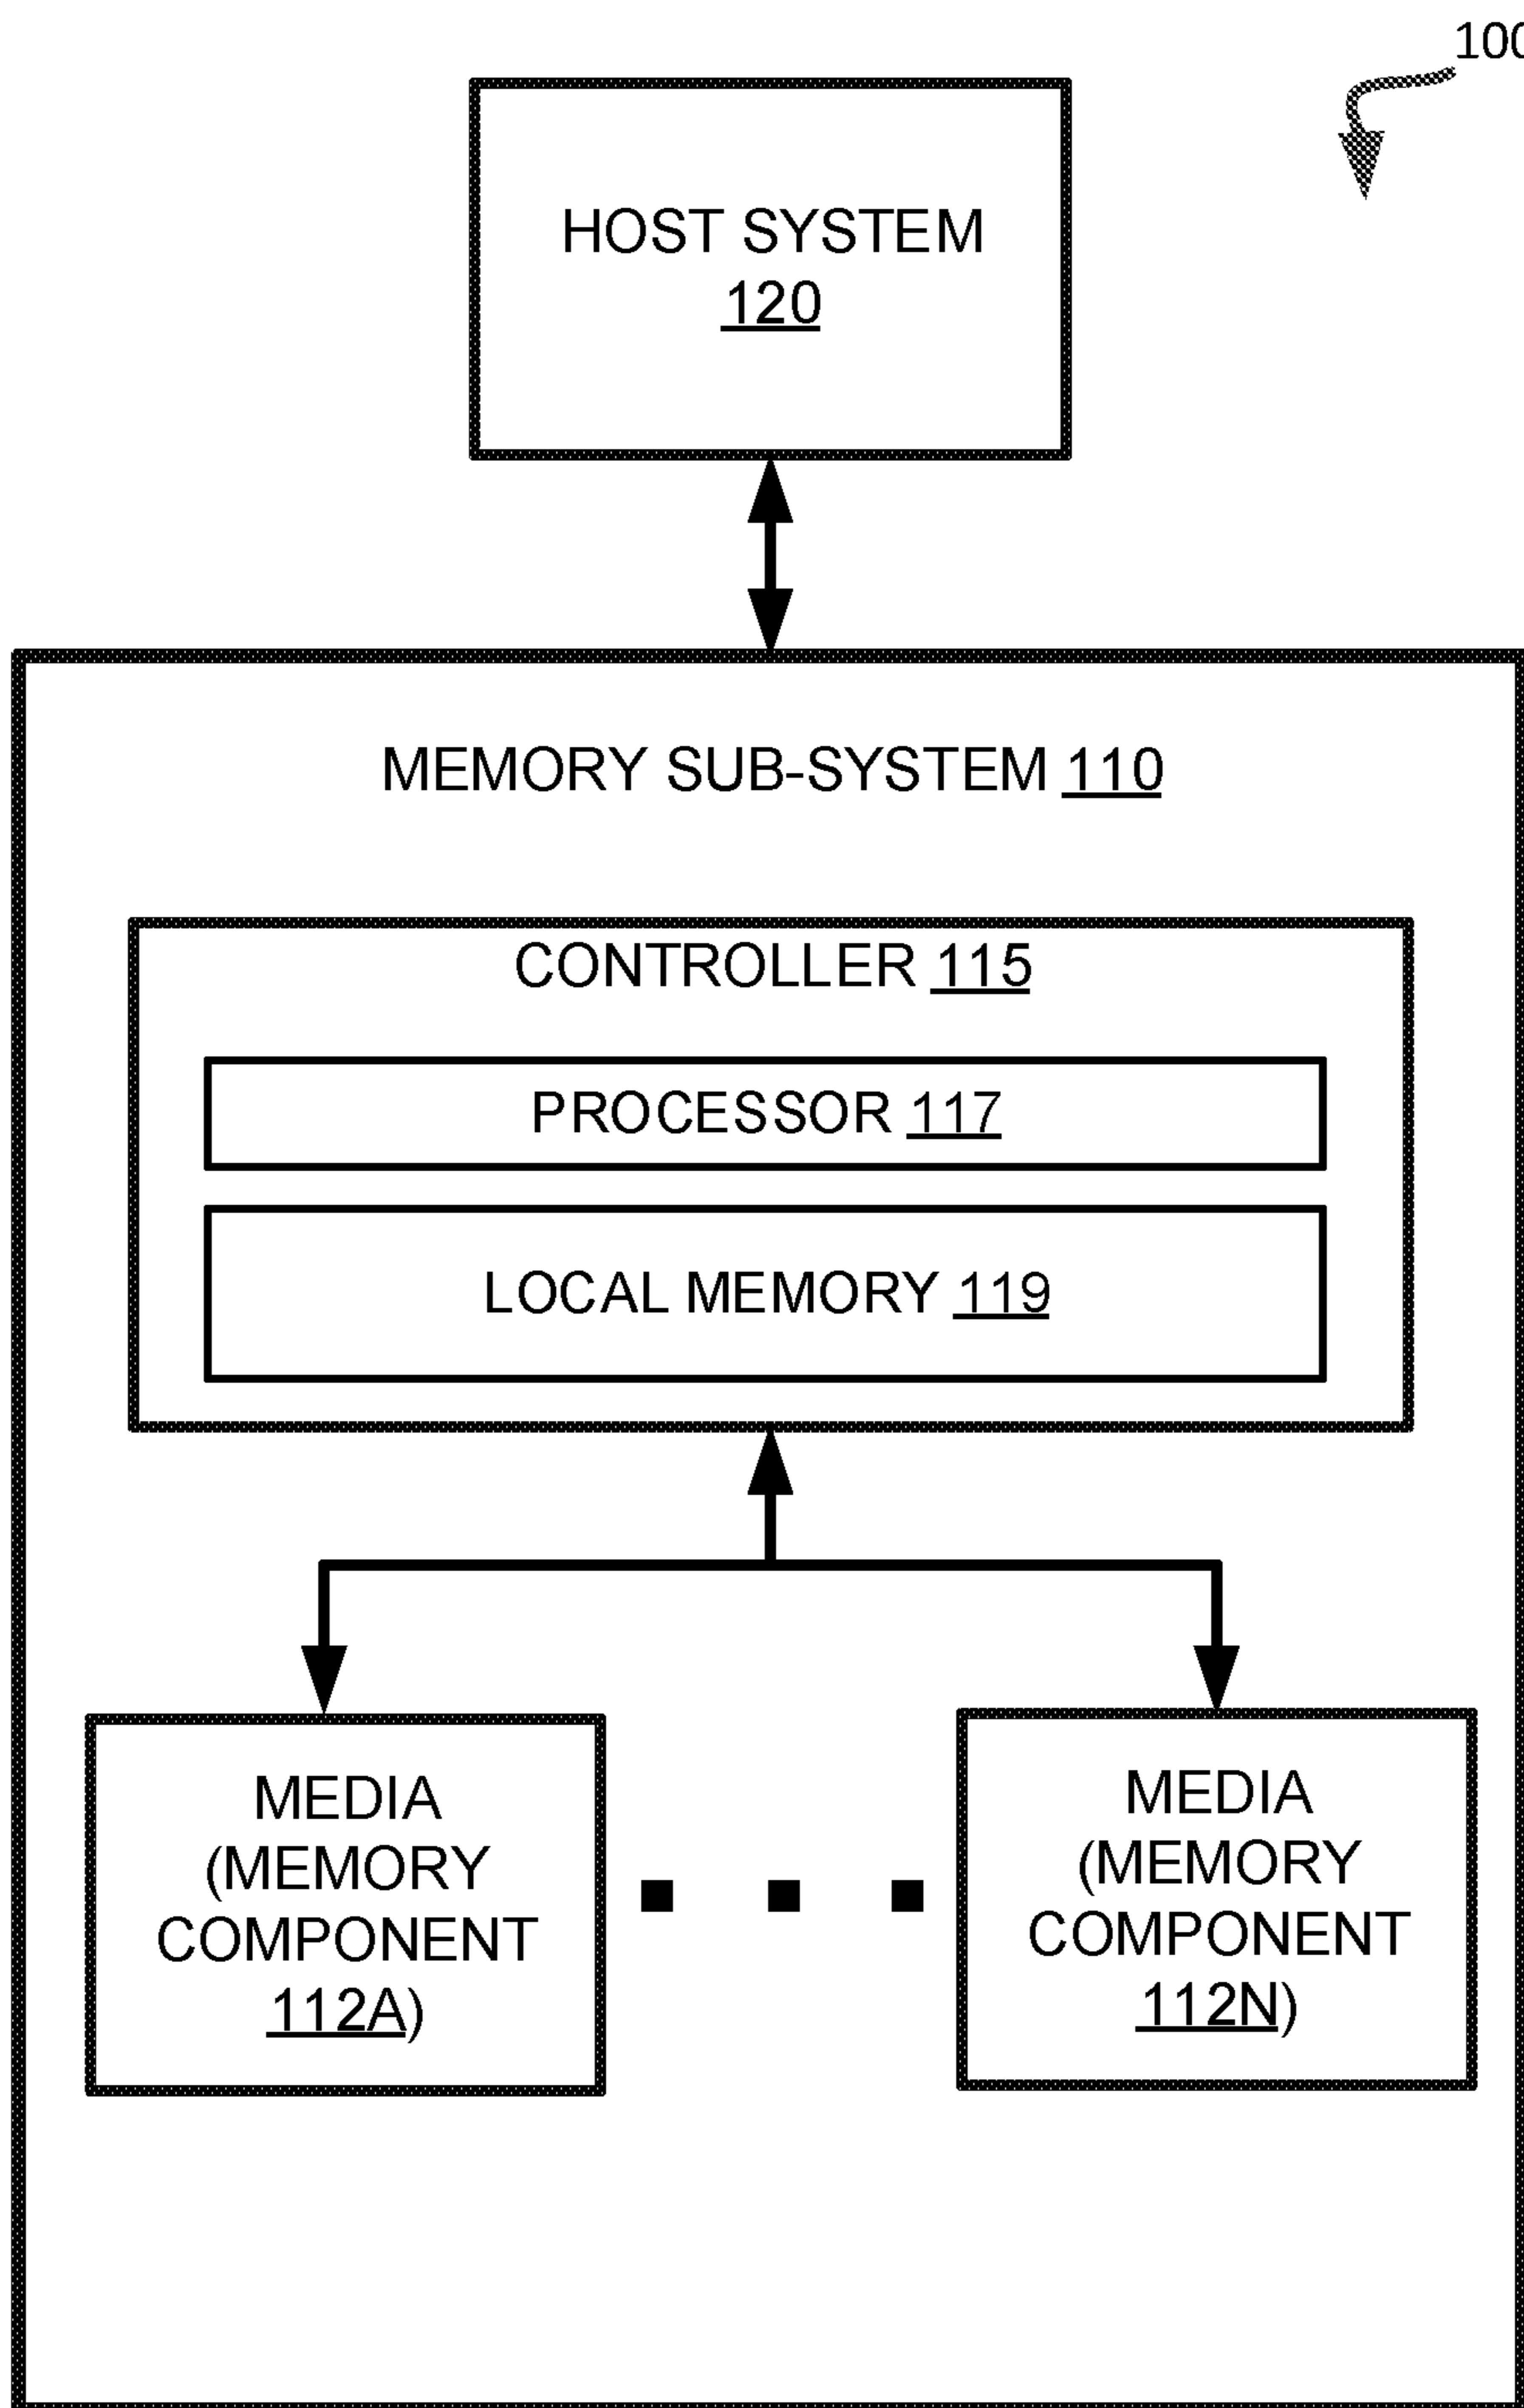 100
HOST SYSTEM
120
MEMORY SUB-SYSTEM 110
CONTROLLER 115
PROCESSOR 117
LOCAL MEMORY 119
MEDIA
(MEMORY
COMPONENT
112A)
MEDIA
(MEMORY
COMPONENT
112N)